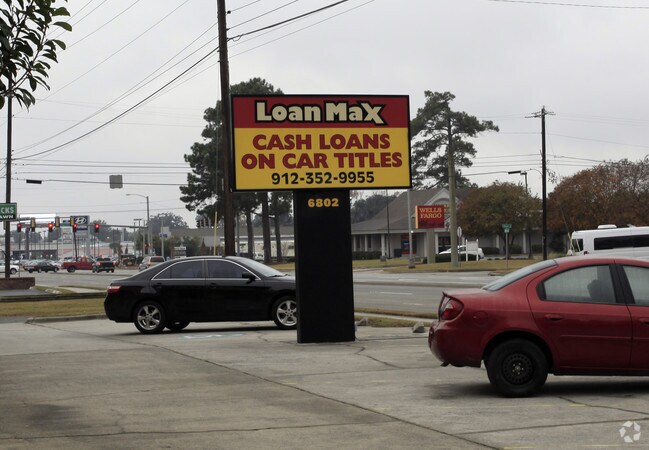 LoanMax
CASH LOANS
ON CAR TITLES
912-352-9955
6802
WELLS
FARGO